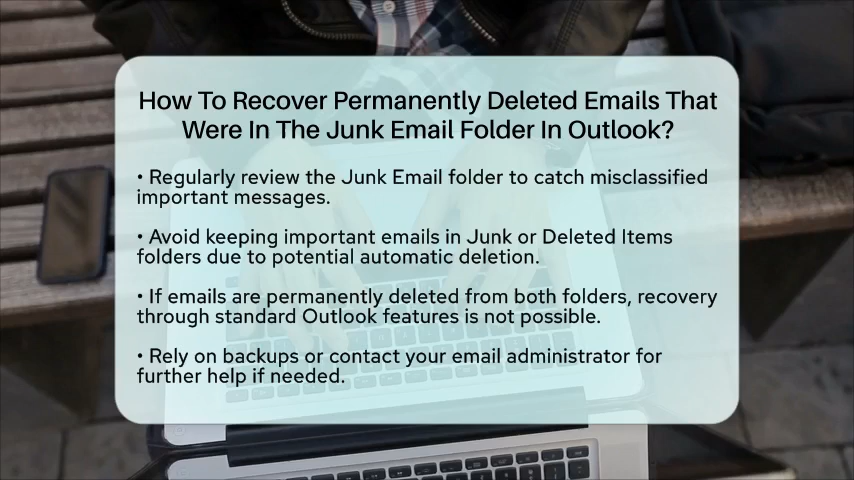 How To Recover Permanently Deleted Emails That
Were In The Junk Email Folder In Outlook?
• Regularly review the Junk Email folder to catch misclassified
important messages.
• Avoid keeping important emails in Junk or Deleted Items
folders due to potential automatic deletion.
• If emails are permanently deleted from both folders, recovery
through standard Outlook features is not possible.
• Rely on backups or contact your email administrator for
further help if needed.